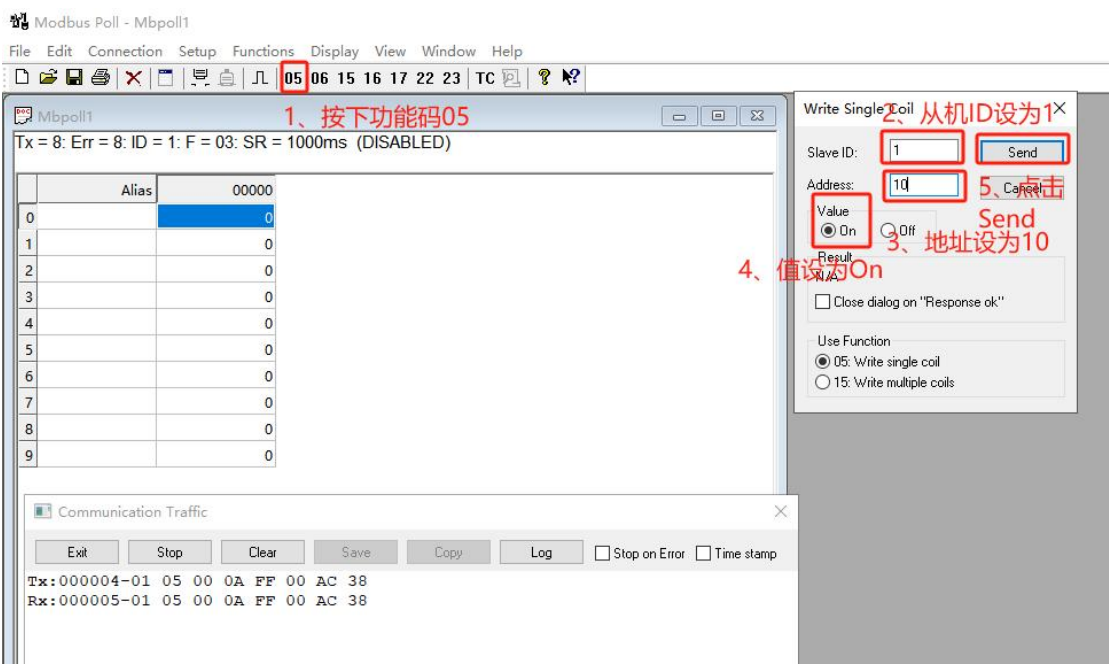 Modbus Poll - Mbpoll1
File Edit Connection Setup Functions Display View Window Help
05 06 15 16 17 22 23 TC
Mbpoll1
1、按下功能码05
Tx = 8: Err = 8: ID = 1: F = 03: SR = 1000ms (DISABLED)
Alias 00000
0 0
1 0
2 0
3 0
4 0
5 0
6 0
7 0
8 0
9 0
Write Single Coil
2、从机ID设为1
Slave ID: 1 Send
Address: 10 Cancel
5、点击
Send
Value
On Off
3、地址设为10
4、值设为On
Result
N/A
Close dialog on "Response ok"
Use Function
05: Write single coil
15: Write multiple coils
Communication Traffic
Exit Stop Clear Save Copy Log Stop on Error Time stamp
Tx:000004-01 05 00 0A FF 00 AC 38
Rx:000005-01 05 00 0A FF 00 AC 38